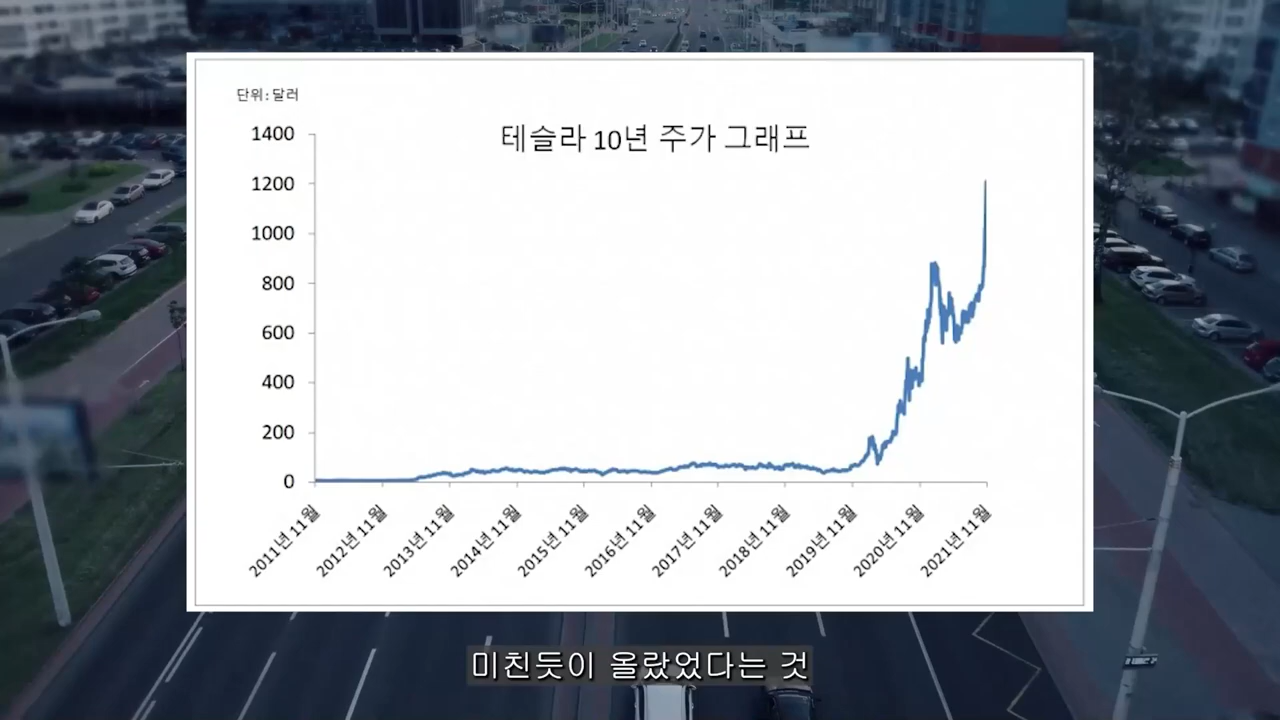 단위:달러
테슬라 10년 주가 그래프
1400
1200
1000
800
600
400
200
0
2011년 11월
2012년 11월
2013년 11월
2014년 11월
2015년 11월
2016년 11월
2017년 11월
2018년 11월
2019년 11월
2020년 11월
2021년 11월
미친듯이 올랐었다는 것